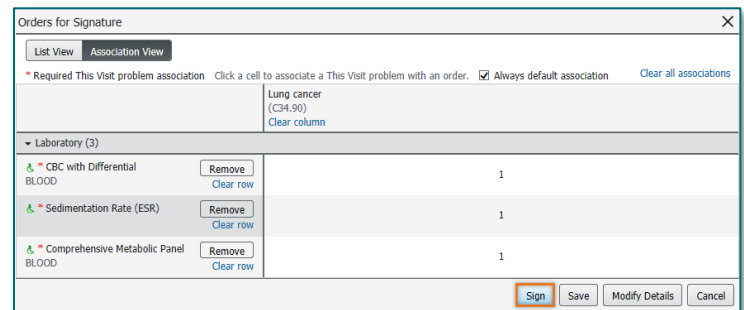 Orders for Signature
List View Association View
* Required This Visit problem association Click a cell to associate a This Visit problem with an order. Always default association Clear all associations
Lung cancer
(C34.90)
Clear column
Laboratory (3)
* CBC with Differential Remove
BLOOD Clear row
1
* Sedimentation Rate (ESR) Remove
Clear row
1
* Comprehensive Metabolic Panel Remove
BLOOD Clear row
1
Sign Save Modify Details Cancel